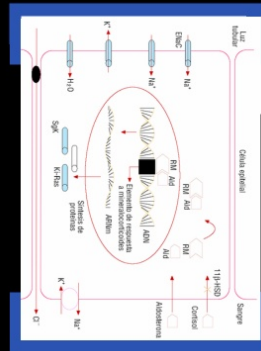 Luz
tubular
Célula epitelial
Sangre
ENaC
Na⁺
Na⁺
K⁺
H₂O
RM
Ald
RM
Ald
RM
Ald
11β-HSD
Cortisol
Aldosterona
ADN
Elemento de respuesta
a mineralocorticoides
ARNm
Síntesis de
proteínas
SgK
Ki-Ras
Na⁺
K⁺
Cl⁻